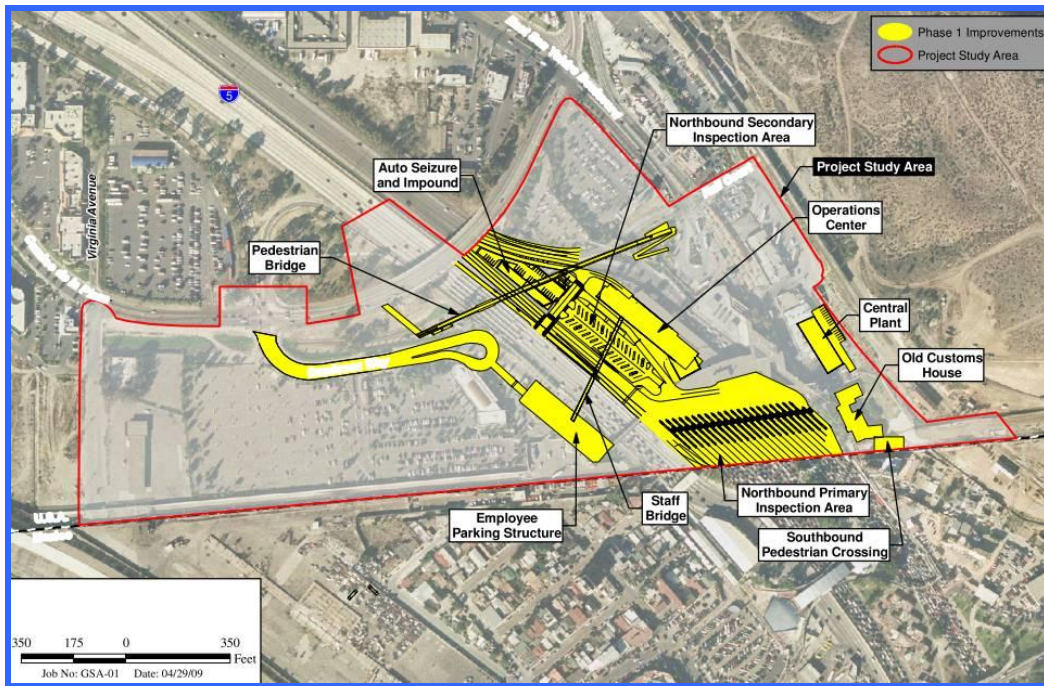 Phase 1 Improvements
Project Study Area
5
Northbound Secondary
Inspection Area
Auto Seizure
and Impound
Project Study Area
Virginia Avenue
Operations
Center
Pedestrian
Bridge
Central
Plant
Old Customs
House
U.S.A.
Mexico
Employee
Parking Structure
Staff
Bridge
Northbound Primary
Inspection Area
Southbound
Pedestrian Crossing
350 175 0 350
Feet
Job No: GSA-01 Date: 04/29/09